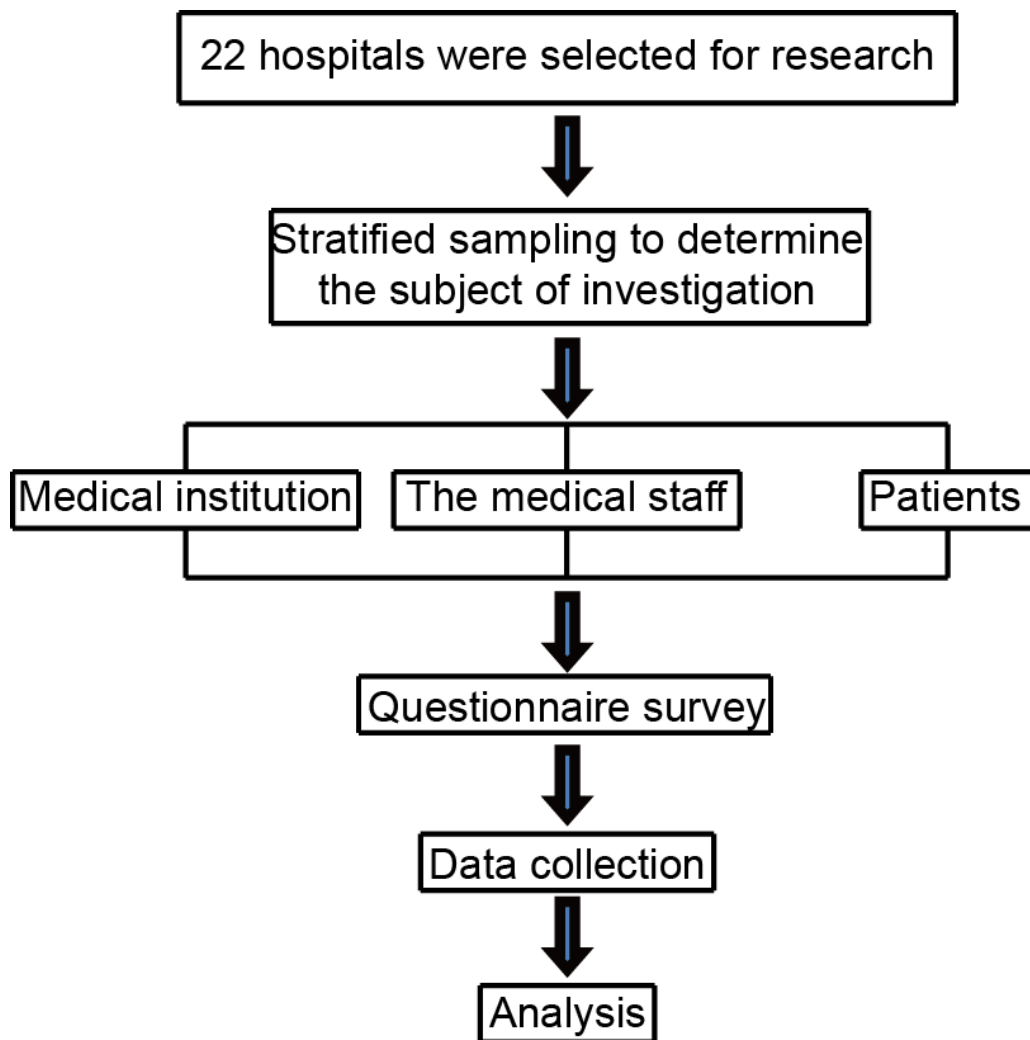 22 hospitals were selected for research
Stratified sampling to determine
the subject of investigation
Medical institution
The medical staff
Patients
Questionnaire survey
Data collection
Analysis